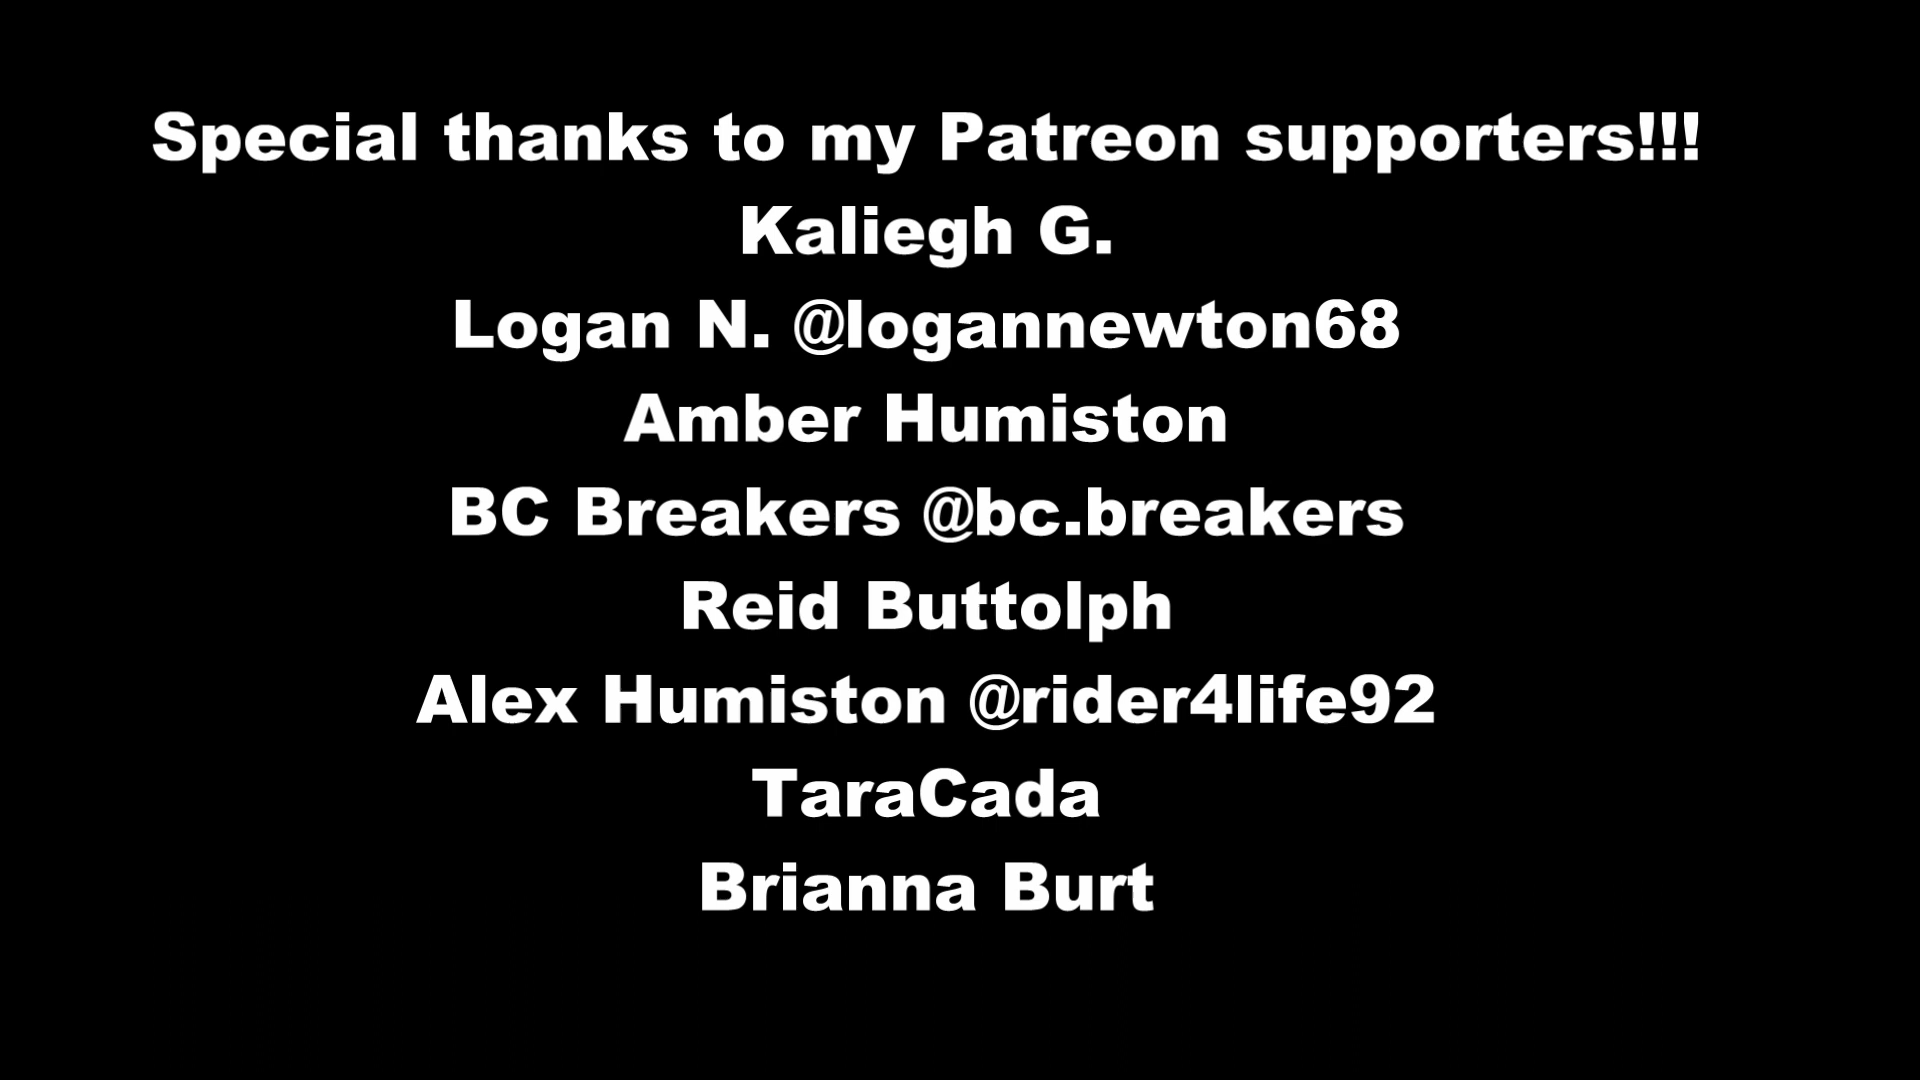 Special thanks to my Patreon supporters!!!
Kaliegh G.
Logan N. @logannewton68
Amber Humiston
BC Breakers @bc.breakers
Reid Buttolph
Alex Humiston @rider4life92
TaraCada
Brianna Burt